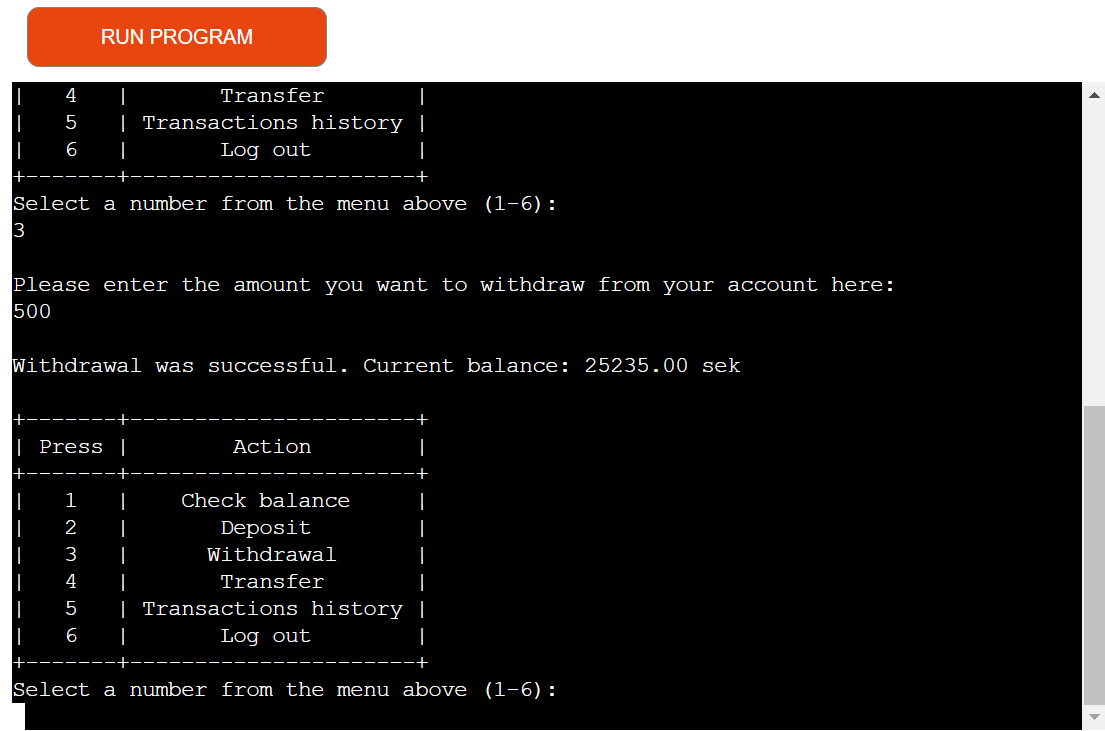 RUN PROGRAM
|   4   |       Transfer       |
|   5   | Transactions history |
|   6   |       Log out        |
+-------+----------------------+
Select a number from the menu above (1-6):
3
Please enter the amount you want to withdraw from your account here:
500
Withdrawal was successful. Current balance: 25235.00 sek
+-------+----------------------+
| Press |        Action        |
+-------+----------------------+
|   1   |    Check balance     |
|   2   |       Deposit        |
|   3   |      Withdrawal      |
|   4   |       Transfer       |
|   5   | Transactions history |
|   6   |       Log out        |
+-------+----------------------+
Select a number from the menu above (1-6):